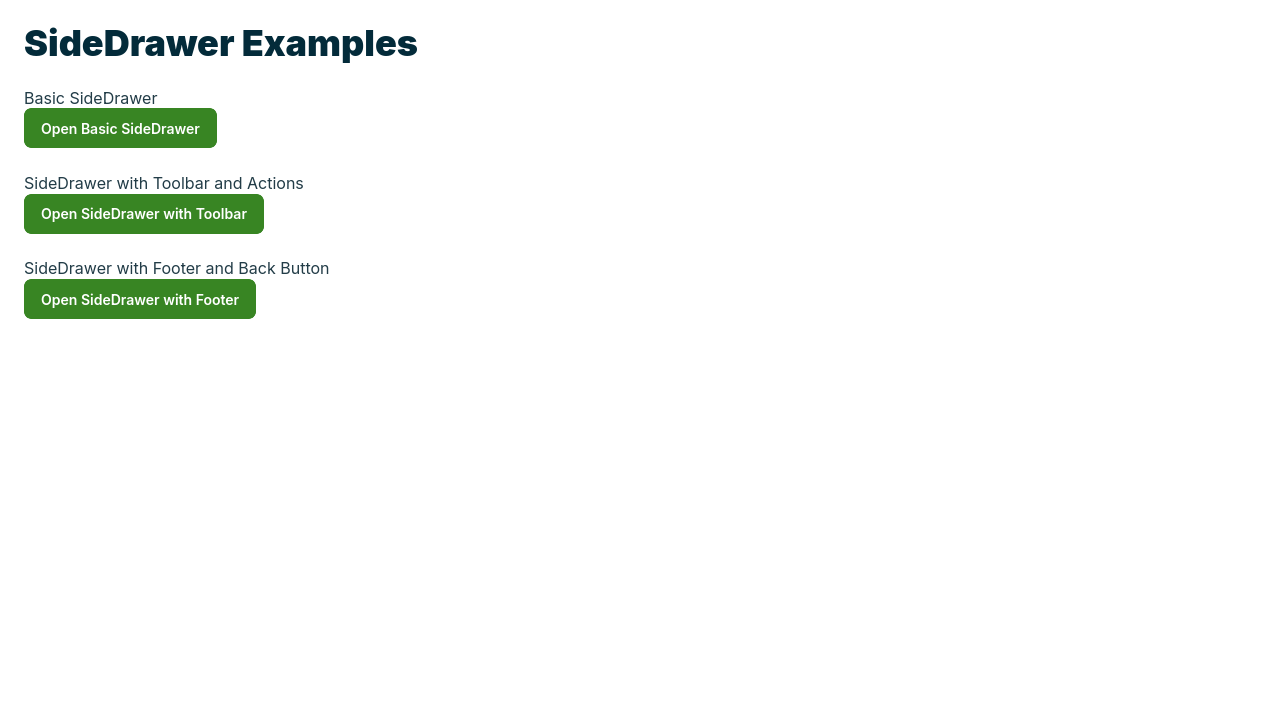 SideDrawer Examples
Basic SideDrawer
Open Basic SideDrawer
SideDrawer with Toolbar and Actions
Open SideDrawer with Toolbar
SideDrawer with Footer and Back Button
Open SideDrawer with Footer